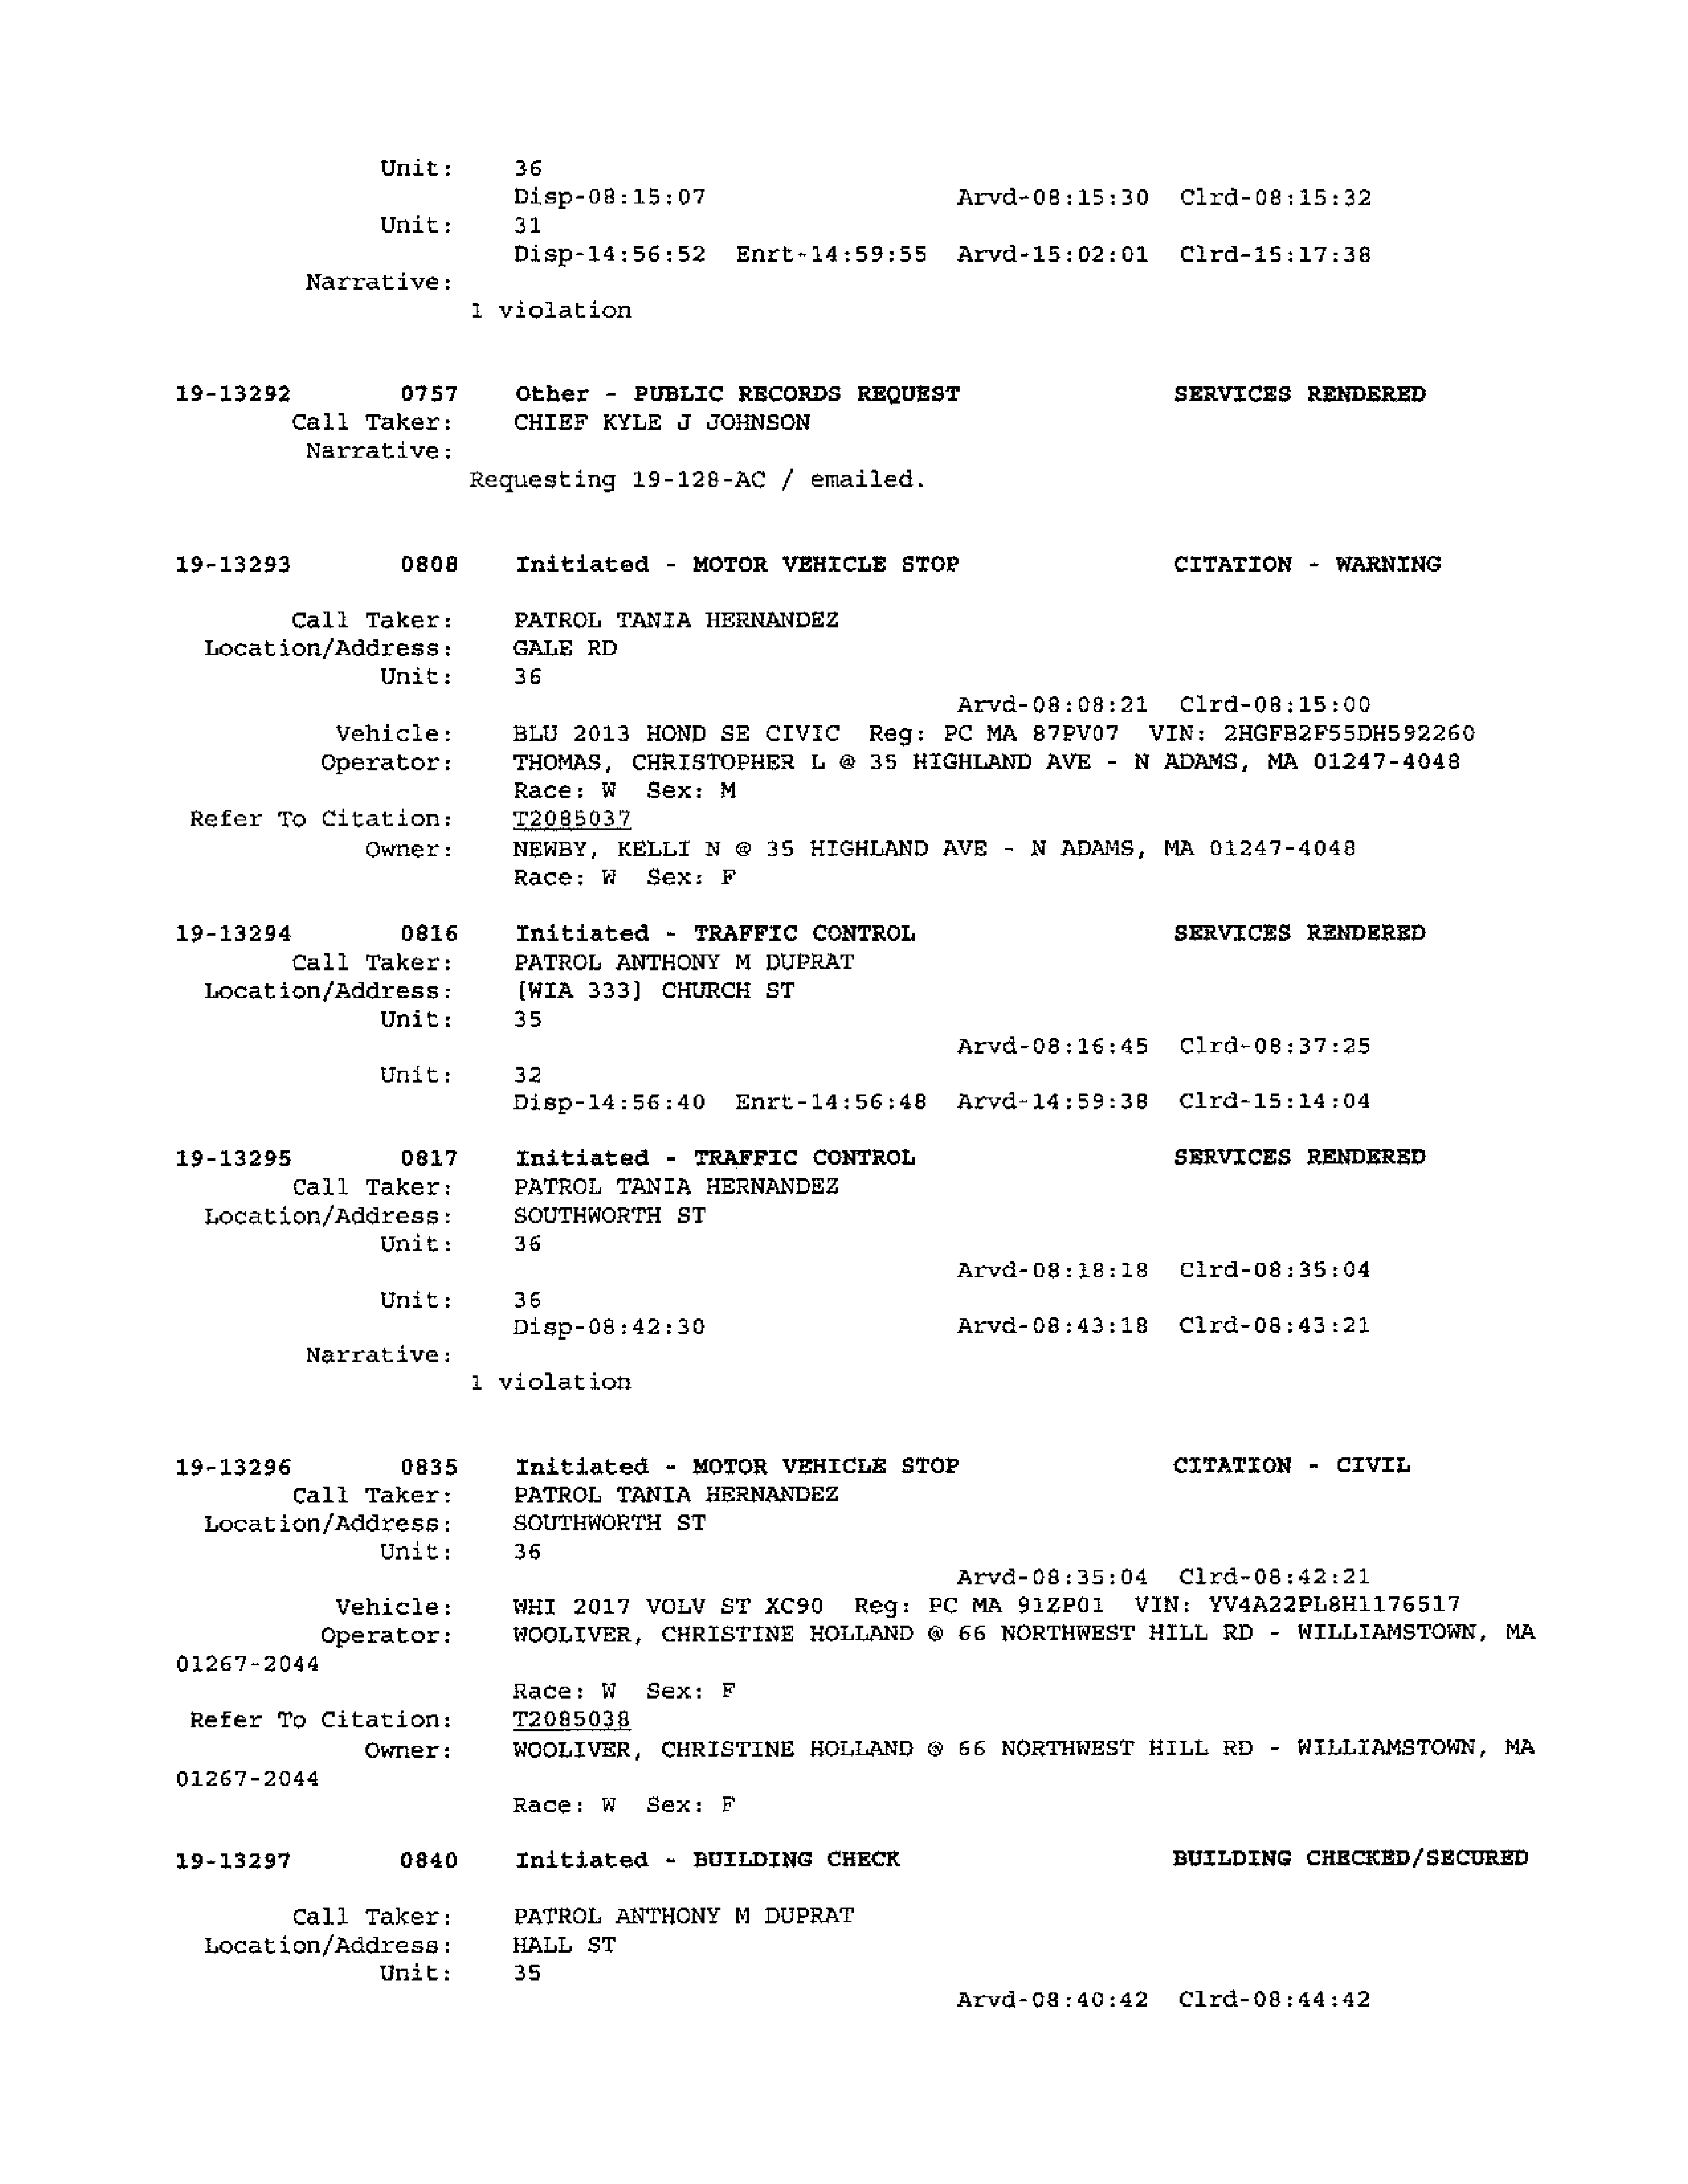 Unit: 36
Disp-08:15:07 Arvd-08:15:30 Clrd-08:15:32
Unit: 31
Disp-14:56:52 Enrt-14:59:55 Arvd-15:02:01 Clrd-15:17:38
Narrative:
1 violation
19-13292 0757 Other - PUBLIC RECORDS REQUEST SERVICES RENDERED
Call Taker: CHIEF KYLE J JOHNSON
Narrative:
Requesting 19-128-AC / emailed.
19-13293 0808 Initiated - MOTOR VEHICLE STOP CITATION - WARNING
Call Taker: PATROL TANIA HERNANDEZ
Location/Address: GALE RD
Unit: 36
Arvd-08:08:21 Clrd-08:15:00
Vehicle: BLU 2013 HOND SE CIVIC Reg: PC MA 87PV07 VIN: 2HGFB2F55DH592260
Operator: THOMAS, CHRISTOPHER L @ 35 HIGHLAND AVE - N ADAMS, MA 01247-4048
Race: W Sex: M
Refer To Citation: T2085037
Owner: NEWBY, KELLI N @ 35 HIGHLAND AVE - N ADAMS, MA 01247-4048
Race: W Sex: F
19-13294 0816 Initiated - TRAFFIC CONTROL SERVICES RENDERED
Call Taker: PATROL ANTHONY M DUPRAT
Location/Address: [WIA 333] CHURCH ST
Unit: 35
Arvd-08:16:45 Clrd-08:37:25
Unit: 32
Disp-14:56:40 Enrt-14:56:48 Arvd-14:59:38 Clrd-15:14:04
19-13295 0817 Initiated - TRAFFIC CONTROL SERVICES RENDERED
Call Taker: PATROL TANIA HERNANDEZ
Location/Address: SOUTHWORTH ST
Unit: 36
Arvd-08:18:18 Clrd-08:35:04
Unit: 36
Disp-08:42:30 Arvd-08:43:18 Clrd-08:43:21
Narrative:
1 violation
19-13296 0835 Initiated - MOTOR VEHICLE STOP CITATION - CIVIL
Call Taker: PATROL TANIA HERNANDEZ
Location/Address: SOUTHWORTH ST
Unit: 36
Arvd-08:35:04 Clrd-08:42:21
Vehicle: WHI 2017 VOLV ST XC90 Reg: PC MA 91ZP01 VIN: YV4A22PL8H1176517
Operator: WOOLIVER, CHRISTINE HOLLAND @ 66 NORTHWEST HILL RD - WILLIAMSTOWN, MA
01267-2044
Race: W Sex: F
Refer To Citation: T2085038
Owner: WOOLIVER, CHRISTINE HOLLAND @ 66 NORTHWEST HILL RD - WILLIAMSTOWN, MA
01267-2044
Race: W Sex: F
19-13297 0840 Initiated - BUILDING CHECK BUILDING CHECKED/SECURED
Call Taker: PATROL ANTHONY M DUPRAT
Location/Address: HALL ST
Unit: 35
Arvd-08:40:42 Clrd-08:44:42